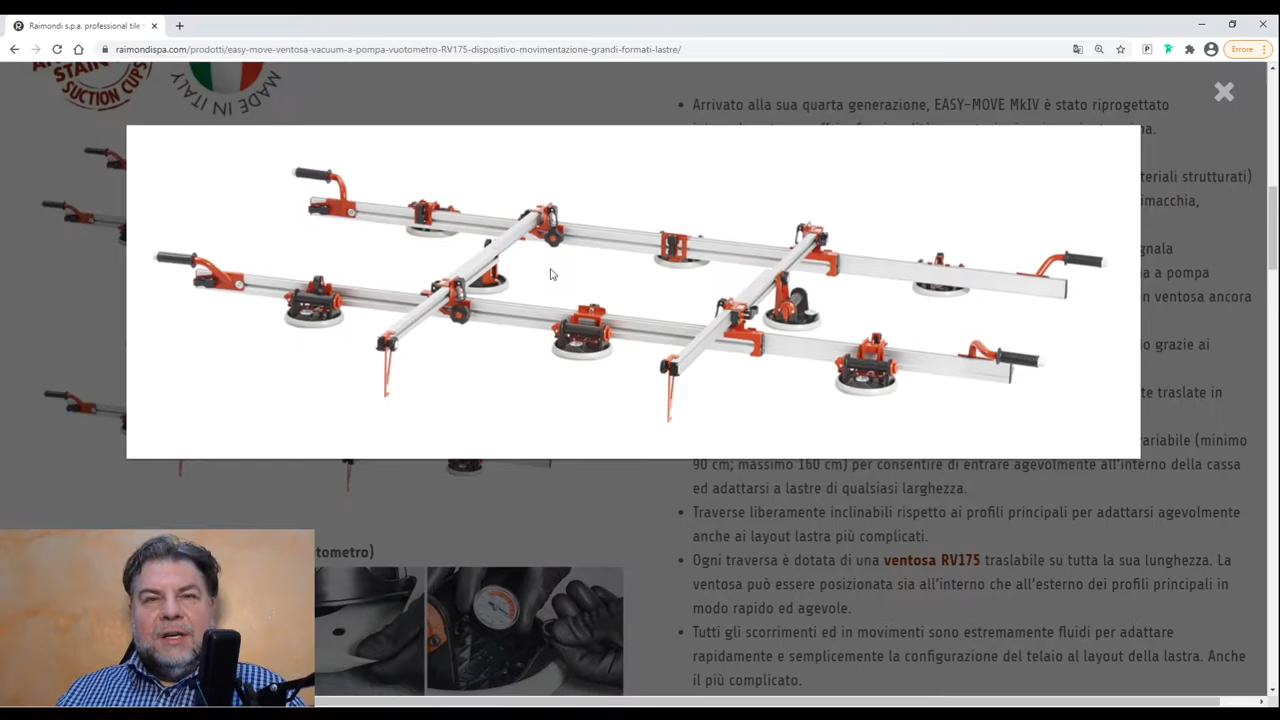 Raimondi s.p.a. professional tile
raimondispa.com/prodotti/easy-move-ventosa-vacuum-a-pompa-vuotometro-RV175-dispositivo-movimentazione-grandi-formati-lastre/
Errore
STAIN
SUCTION CUPS
MADE IN ITALY
Arrivato alla sua quarta generazione, EASY-MOVE MkIV è stato riprogettato
teriali strutturati)
omacchia,
gnala
a a pompa
on ventosa ancora
o grazie ai
te traslate in
variabile (minimo
90 cm; massimo 160 cm) per consentire di entrare agevolmente all'interno della cassa
ed adattarsi a lastre di qualsiasi larghezza.
Traverse liberamente inclinabili rispetto ai profili principali per adattarsi agevolmente
anche ai layout lastra più complicati.
Ogni traversa è dotata di una ventosa RV175 traslabile su tutta la sua lunghezza. La
ventosa può essere posizionata sia all'interno che all'esterno dei profili principali in
modo rapido ed agevole.
Tutti gli scorrimenti ed in movimenti sono estremamente fluidi per adattare
rapidamente e semplicemente la configurazione del telaio al layout della lastra. Anche
il più complicato.
otometro)